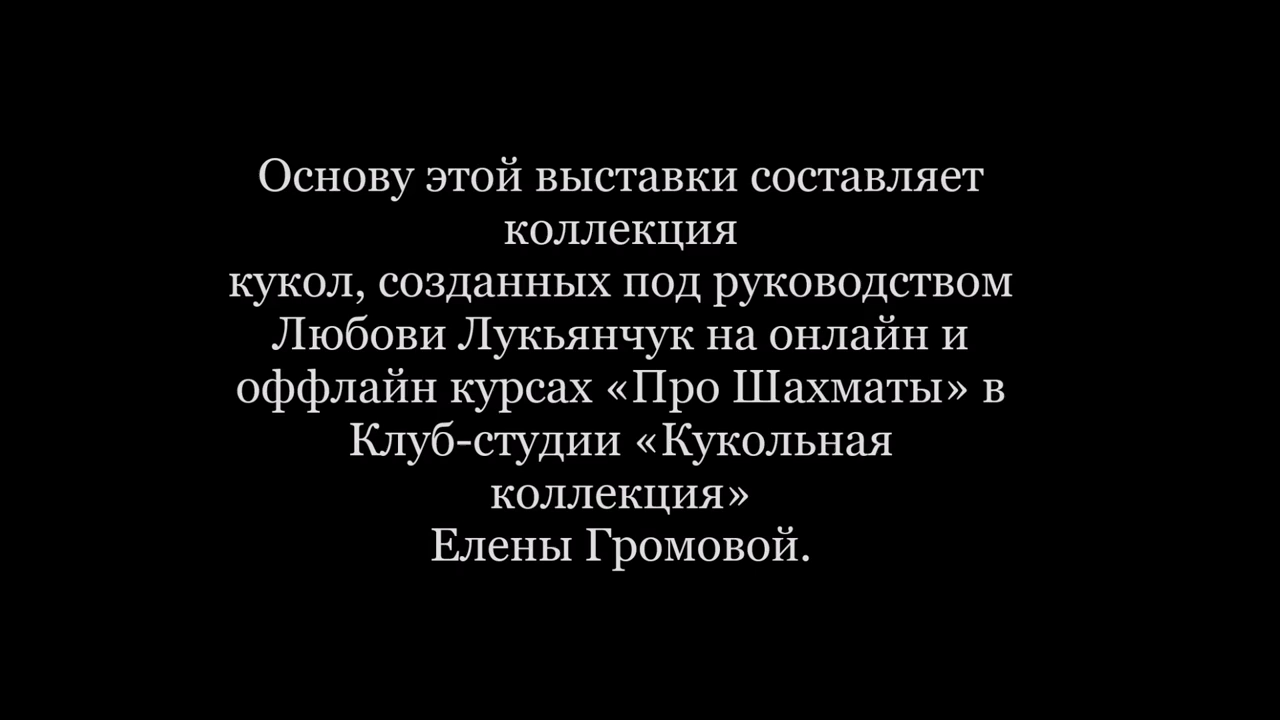 Основу этой выставки составляет
коллекция
кукол, созданных под руководством
Любови Лукьянчук на онлайн и
оффлайн курсах «Про Шахматы» в
Клуб-студии «Кукольная
коллекция»
Елены Громовой.